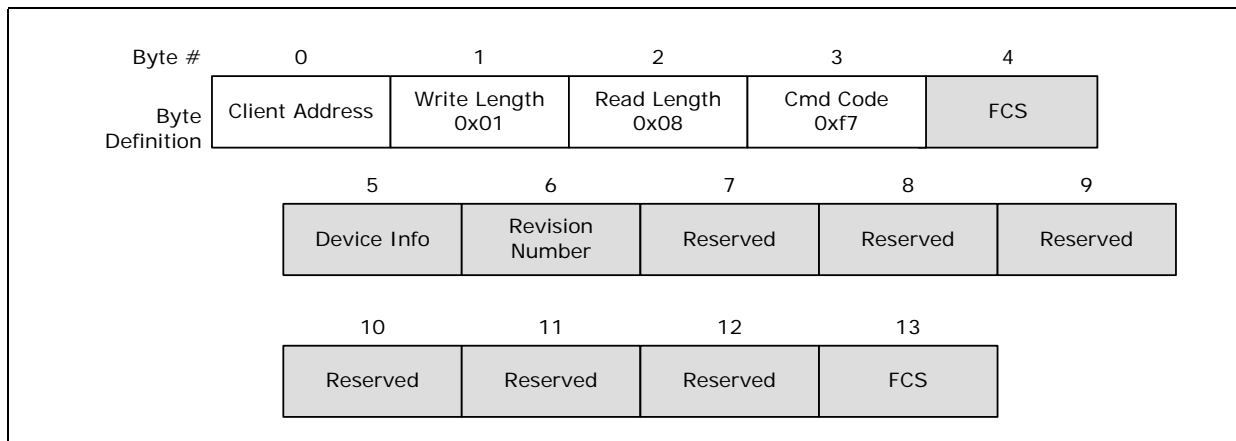 Byte # 0 1 2 3 4
Byte Definition
Client Address
Write Length
0x01
Read Length
0x08
Cmd Code
0xf7
FCS
5 6 7 8 9
Device Info
Revision
Number
Reserved
Reserved
Reserved
10 11 12 13
Reserved
Reserved
Reserved
FCS